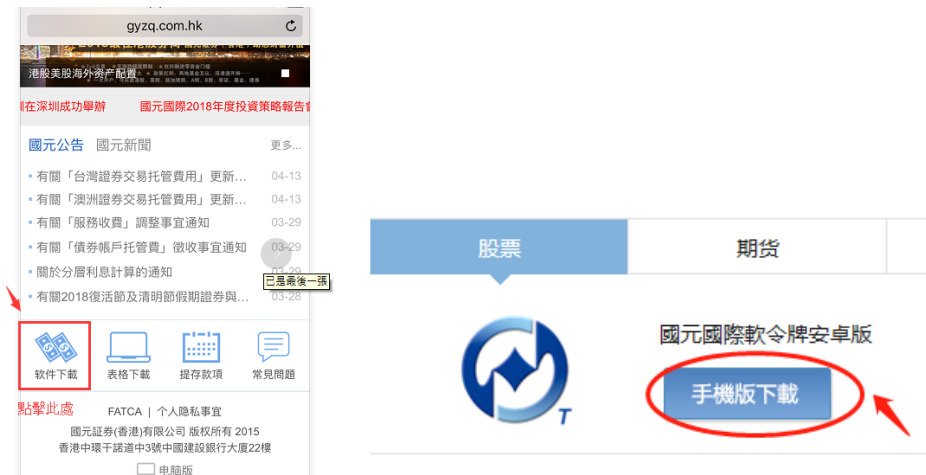 gyzq.com.hk
港股美股海外资产配置
在深圳成功舉辦 國元國際2018年度投資策略報告會
國元公告 國元新聞 更多...
有關「台灣證券交易托管費用」更新... 04-13
有關「澳洲證券交易托管費用」更新... 04-13
有關「服務收費」調整事宜通知 03-29
有關「債券帳戶托管費」徵收事宜通知 03-29
關於分層利息計算的通知 03-29
已是最後一張
有關2018復活節及清明節假期證券與... 03-28
软件下載 表格下載 提存款項 常見問題
點擊此處
FATCA | 个人隐私事宜
國元証券(香港)有限公司 版权所有 2015
香港中環干諾道中3號中國建設銀行大廈22樓
电脑版
股票 期货
國元國際軟令牌安卓版
手機版下載
T